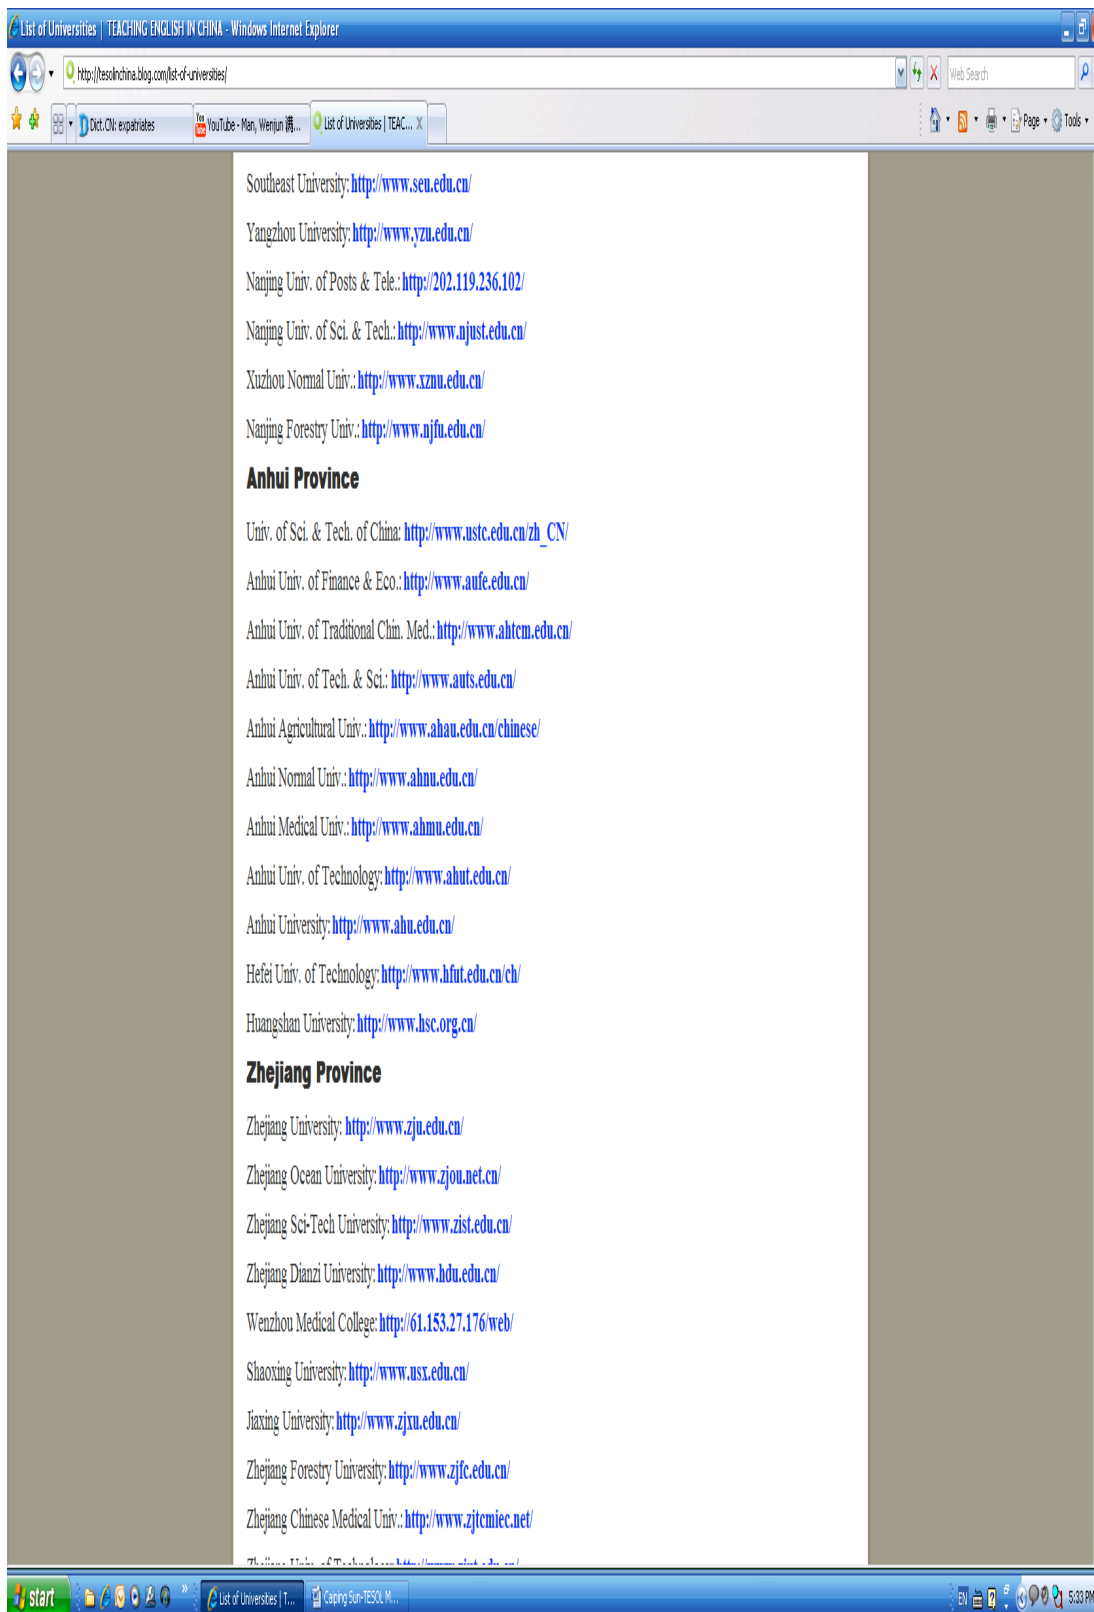 List of Universities | TEACHING ENGLISH IN CHINA - Windows Internet Explorer
http://tesolinchina.blog.com/list-of-universities/
Web Search
Dict.CN: expatriates
YouTube - Man, Wenjun 满...
List of Universities | TEAC... X
Page
Tools
Southeast University: http://www.seu.edu.cn/
Yangzhou University: http://www.yzu.edu.cn/
Nanjing Univ. of Posts & Tele.: http://202.119.236.102/
Nanjing Univ. of Sci. & Tech.: http://www.njust.edu.cn/
Xuzhou Normal Univ.: http://www.xznu.edu.cn/
Nanjing Forestry Univ.: http://www.njfu.edu.cn/
Anhui Province
Univ. of Sci. & Tech. of China: http://www.ustc.edu.cn/zh_CN/
Anhui Univ. of Finance & Eco.: http://www.aufe.edu.cn/
Anhui Univ. of Traditional Chin. Med.: http://www.ahtcm.edu.cn/
Anhui Univ. of Tech. & Sci.: http://www.auts.edu.cn/
Anhui Agricultural Univ.: http://www.ahau.edu.cn/chinese/
Anhui Normal Univ.: http://www.ahnu.edu.cn/
Anhui Medical Univ.: http://www.ahmu.edu.cn/
Anhui Univ. of Technology: http://www.ahut.edu.cn/
Anhui University: http://www.ahu.edu.cn/
Hefei Univ. of Technology: http://www.hfut.edu.cn/ch/
Huangshan University: http://www.hsc.org.cn/
Zhejiang Province
Zhejiang University: http://www.zju.edu.cn/
Zhejiang Ocean University: http://www.zjou.net.cn/
Zhejiang Sci-Tech University: http://www.zist.edu.cn/
Zhejiang Dianzi University: http://www.hdu.edu.cn/
Wenzhou Medical College: http://61.153.27.176/web/
Shaoxing University: http://www.usx.edu.cn/
Jiaxing University: http://www.zjxu.edu.cn/
Zhejiang Forestry University: http://www.zjfc.edu.cn/
Zhejiang Chinese Medical Univ.: http://www.zjtcmiec.net/
Zhejiang Univ. of Technology:
start
List of Universities | T...
Caiping Sun-TESOL M...
EN
5:33 PM